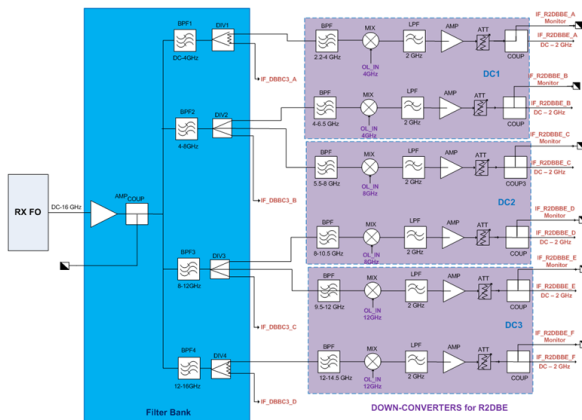 RX FO
DC-16 GHz
AMP
COUP
Filter Bank
BPF1
DC-4GHz
DIV1
IF_DBBC3_A
BPF2
4-8GHz
DIV2
IF_DBBC3_B
BPF3
8-12GHz
DIV3
IF_DBBC3_C
BPF4
12-16GHz
DIV4
IF_DBBC3_D
BPF
2.2-4 GHz
MIX
OL_IN
4GHz
LPF
2 GHz
AMP
ATT
COUP
DC1
IF_R2DBBE_A
Monitor
IF_R2DBBE_A
DC – 2 GHz
BPF
4-6.5 GHz
MIX
OL_IN
4GHz
LPF
2 GHz
AMP
ATT
COUP
IF_R2DBBE_B
Monitor
IF_R2DBBE_B
DC – 2 GHz
BPF
5.5-8 GHz
MIX
OL_IN
8GHz
LPF
2 GHz
AMP
ATT
COUP3
DC2
IF_R2DBBE_C
Monitor
IF_R2DBBE_C
DC – 2 GHz
BPF
8-10.5 GHz
MIX
OL_IN
LPF
2 GHz
AMP
ATT
COUP
IF_R2DBBE_D
Monitor
IF_R2DBBE_D
DC – 2 GHz
BPF
9.5-12 GHz
MIX
OL_IN
12GHz
LPF
2 GHz
AMP
ATT
COUP
DC3
IF_R2DBBE_E
Monitor
IF_R2DBBE_E
DC – 2 GHz
BPF
12-14.5 GHz
MIX
OL_IN
12GHz
LPF
2 GHz
AMP
ATT
COUP
IF_R2DBBE_F
Monitor
IF_R2DBBE_F
DC – 2 GHz
DOWN-CONVERTERS for R2DBE